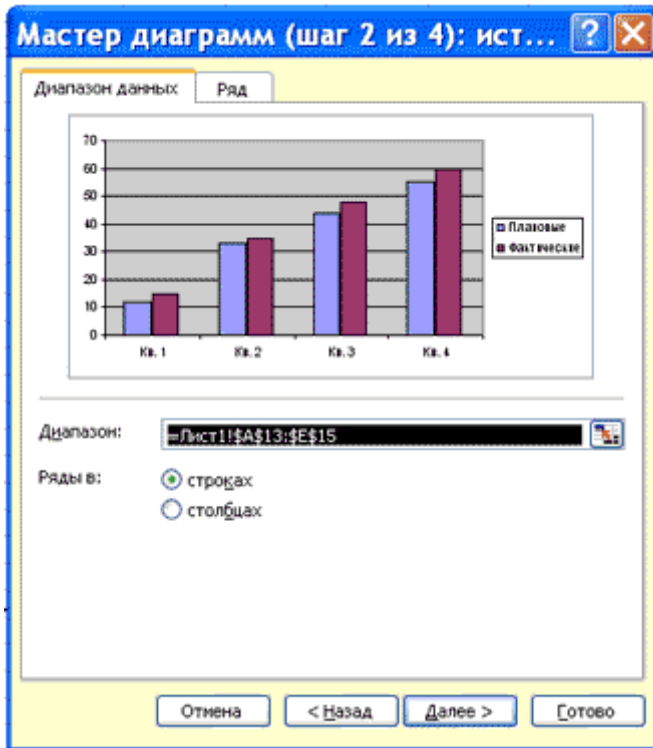 Мастер диаграмм (шаг 2 из 4): ист...
Диапазон данных Ряд
70
60
50
40
30
20
10
0
Кв. 1 Кв. 2 Кв. 3 Кв. 4
Плановые
Фактические
Диапазон: =Лист1!$A$13:$E$15
Ряды в: строках
столбцах
Отмена < Назад Далее > Готово